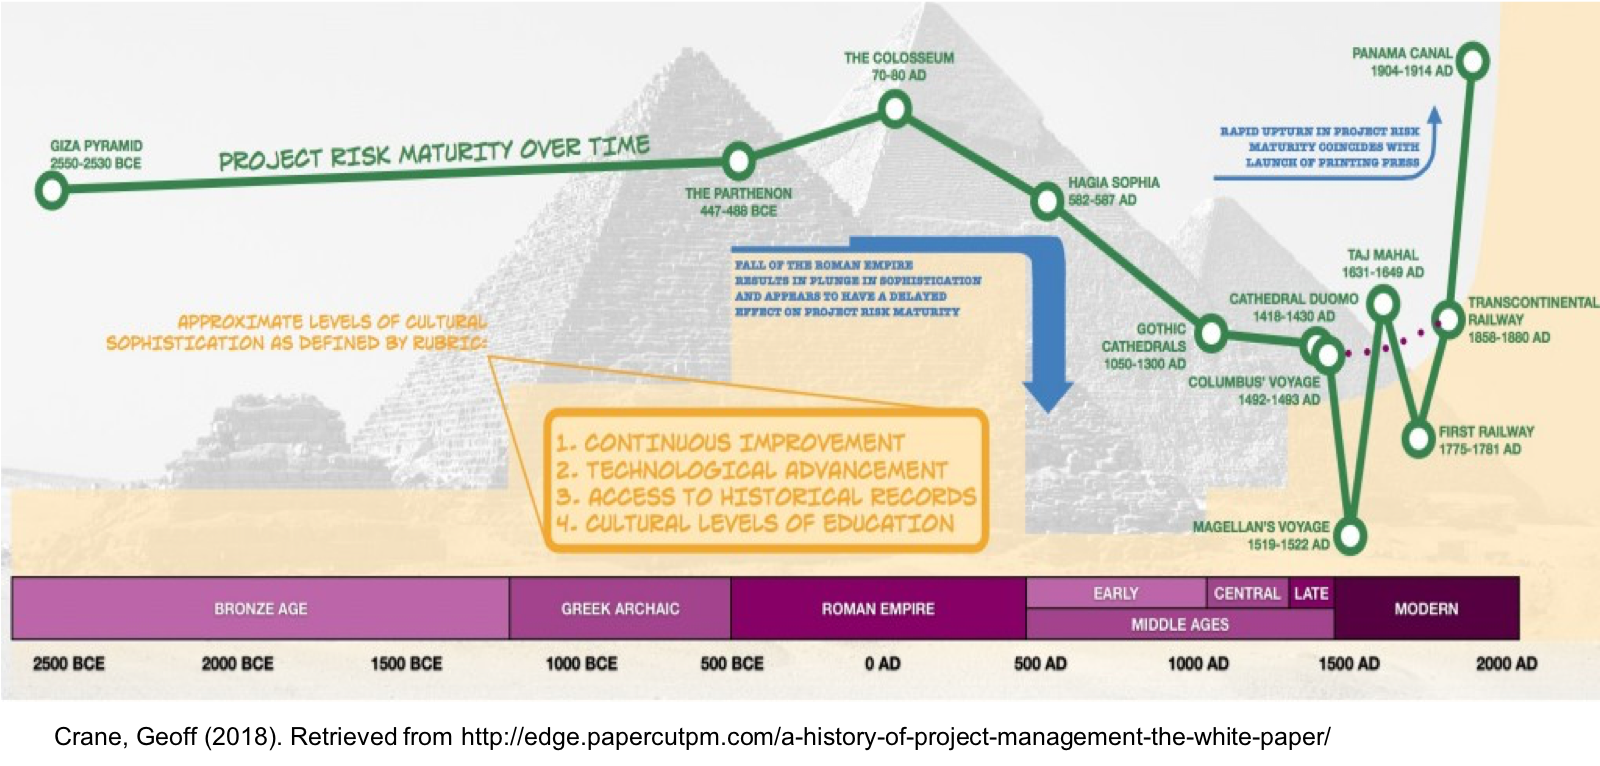 GIZA PYRAMID
2550-2530 BCE
PROJECT RISK MATURITY OVER TIME
THE PARTHENON
447-488 BCE
THE COLOSSEUM
70-80 AD
HAGIA SOPHIA
582-587 AD
PANAMA CANAL
1904-1914 AD
RAPID UPTURN IN PROJECT RISK
MATURITY COINCIDES WITH
LAUNCH OF PRINTING PRESS
FALL OF THE ROMAN EMPIRE
RESULTS IN PLUNGE IN SOPHISTICATION
AND APPEARS TO HAVE A DELAYED
EFFECT ON PROJECT RISK MATURITY
TAJ MAHAL
1631-1649 AD
CATHEDRAL DUOMO
1418-1430 AD
TRANSCONTINENTAL
RAILWAY
1858-1880 AD
GOTHIC
CATHEDRALS
1050-1300 AD
COLUMBUS' VOYAGE
1492-1493 AD
FIRST RAILWAY
1775-1781 AD
MAGELLAN'S VOYAGE
1519-1522 AD
APPROXIMATE LEVELS OF CULTURAL
SOPHISTICATION AS DEFINED BY RUBRIC:
1. CONTINUOUS IMPROVEMENT
2. TECHNOLOGICAL ADVANCEMENT
3. ACCESS TO HISTORICAL RECORDS
4. CULTURAL LEVELS OF EDUCATION
BRONZE AGE
GREEK ARCHAIC
ROMAN EMPIRE
EARLY
CENTRAL
LATE
MIDDLE AGES
MODERN
2500 BCE
2000 BCE
1500 BCE
1000 BCE
500 BCE
0 AD
500 AD
1000 AD
1500 AD
2000 AD
Crane, Geoff (2018). Retrieved from http://edge.papercutpm.com/a-history-of-project-management-the-white-paper/